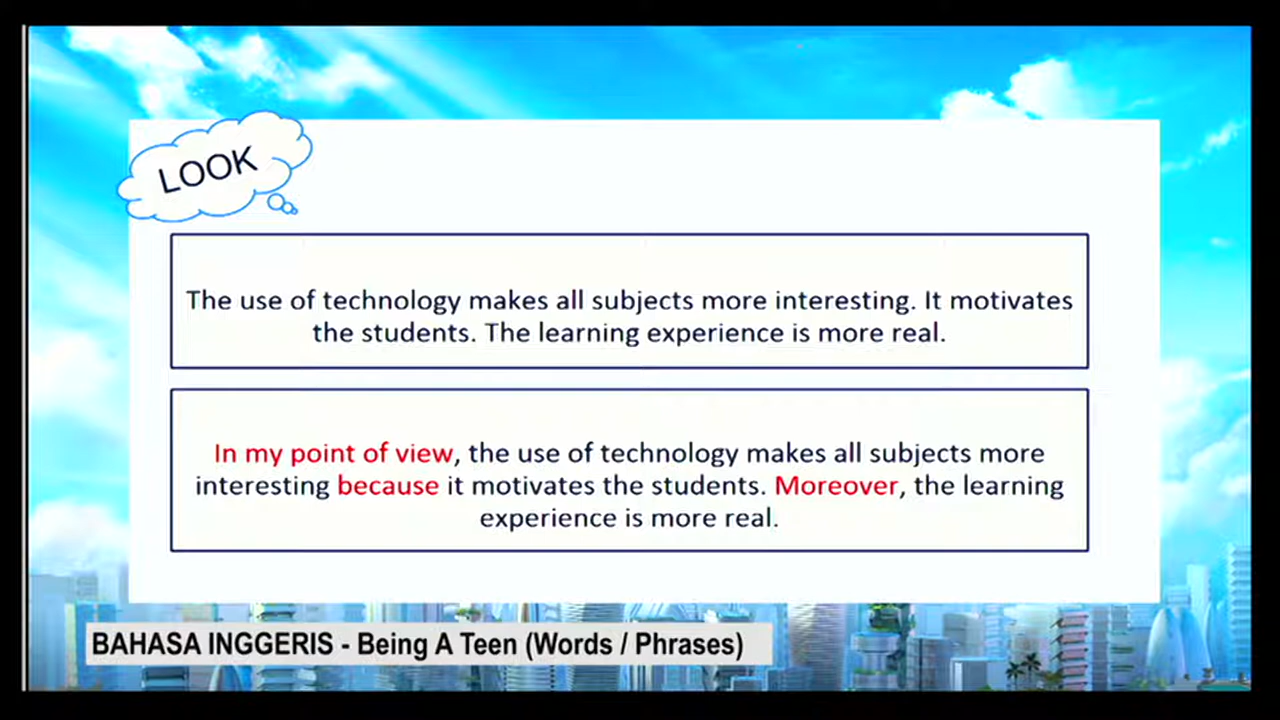 LOOK
The use of technology makes all subjects more interesting. It motivates
the students. The learning experience is more real.
In my point of view, the use of technology makes all subjects more
interesting because it motivates the students. Moreover, the learning
experience is more real.
BAHASA INGGERIS - Being A Teen (Words / Phrases)